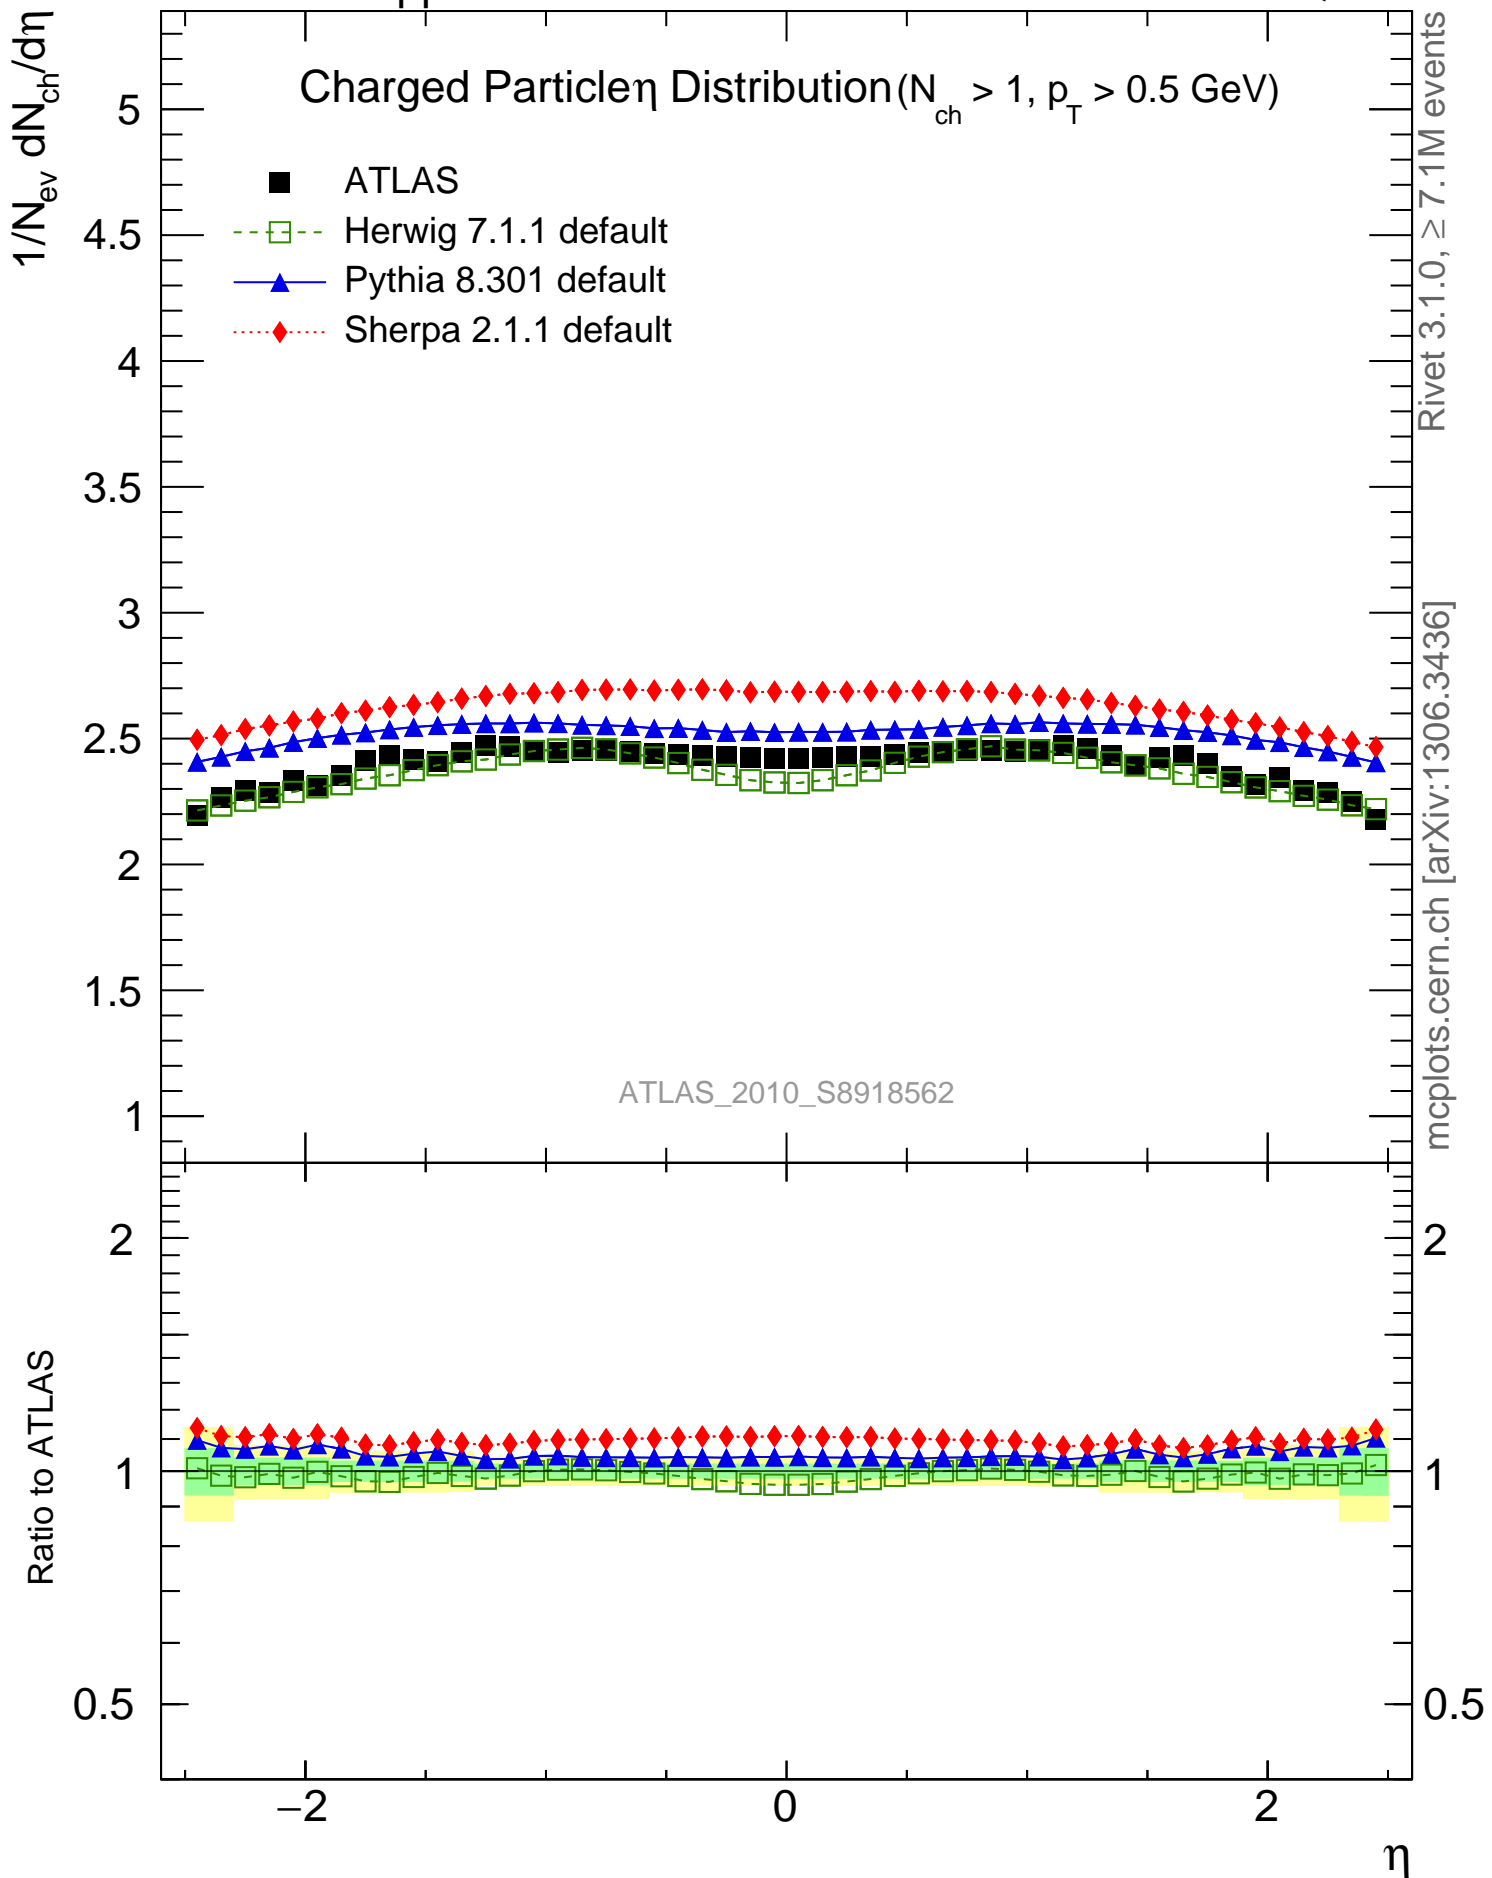 1/N_ev dN_ch/dη
Charged Particle η Distribution (N_ch > 1, p_T > 0.5 GeV)
ATLAS
Herwig 7.1.1 default
Pythia 8.301 default
Sherpa 2.1.1 default
5
4.5
4
3.5
3
2.5
2
1.5
1
ATLAS_2010_S8918562
Rivet 3.1.0, ≥ 7.1M events
mcplots.cern.ch [arXiv:1306.3436]
Ratio to ATLAS
2
1
0.5
2
1
0.5
−2
0
2
η